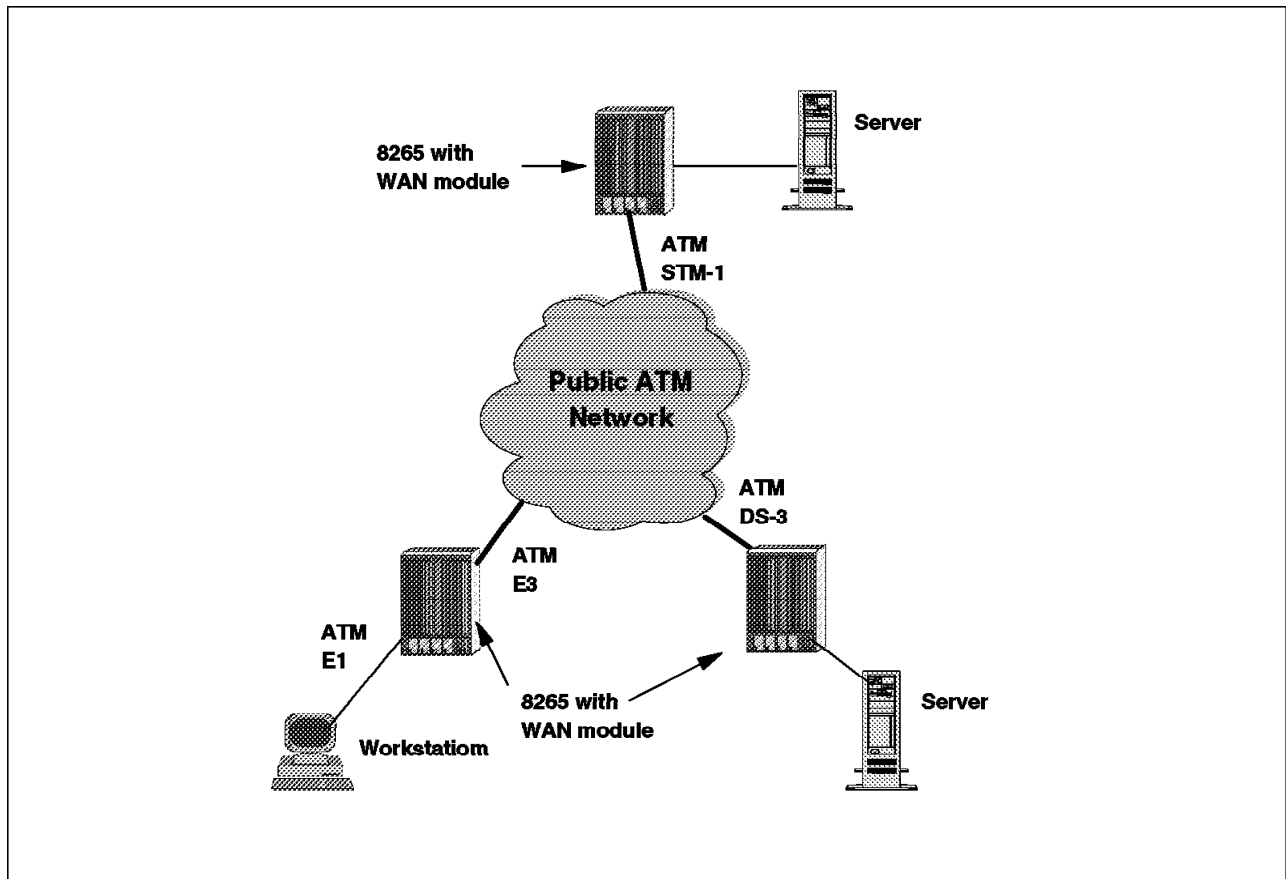 Server
8265 with
WAN module
ATM
STM-1
Public ATM
Network
ATM
DS-3
ATM
E3
ATM
E1
8265 with
WAN module
Server
Workstatiom